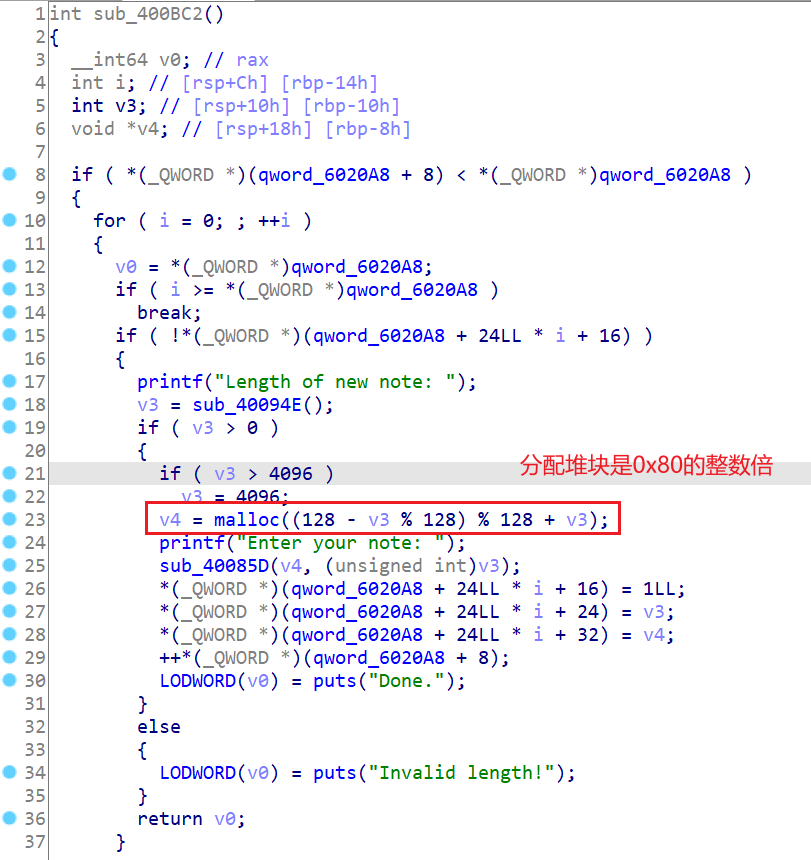 1 int sub_400BC2()
2 {
3 __int64 v0; // rax
4 int i; // [rsp+Ch] [rbp-14h]
5 int v3; // [rsp+10h] [rbp-10h]
6 void *v4; // [rsp+18h] [rbp-8h]
7
8 if ( *(_QWORD *)(qword_6020A8 + 8) < *(_QWORD *)qword_6020A8 )
9 {
10 for ( i = 0; ; ++i )
11 {
12 v0 = *(_QWORD *)qword_6020A8;
13 if ( i >= *(_QWORD *)qword_6020A8 )
14 break;
15 if ( !*(_QWORD *)(qword_6020A8 + 24LL * i + 16) )
16 {
17 printf("Length of new note: ");
18 v3 = sub_40094E();
19 if ( v3 > 0 )
20 {
21 if ( v3 > 4096 ) 分配堆块是0x80的整数倍
22 v3 = 4096;
23 v4 = malloc((128 - v3 % 128) % 128 + v3);
24 printf("Enter your note: ");
25 sub_40085D(v4, (unsigned int)v3);
26 *(_QWORD *)(qword_6020A8 + 24LL * i + 16) = 1LL;
27 *(_QWORD *)(qword_6020A8 + 24LL * i + 24) = v3;
28 *(_QWORD *)(qword_6020A8 + 24LL * i + 32) = v4;
29 ++*(_QWORD *)(qword_6020A8 + 8);
30 LODWORD(v0) = puts("Done.");
31 }
32 else
33 {
34 LODWORD(v0) = puts("Invalid length!");
35 }
36 return v0;
37 }